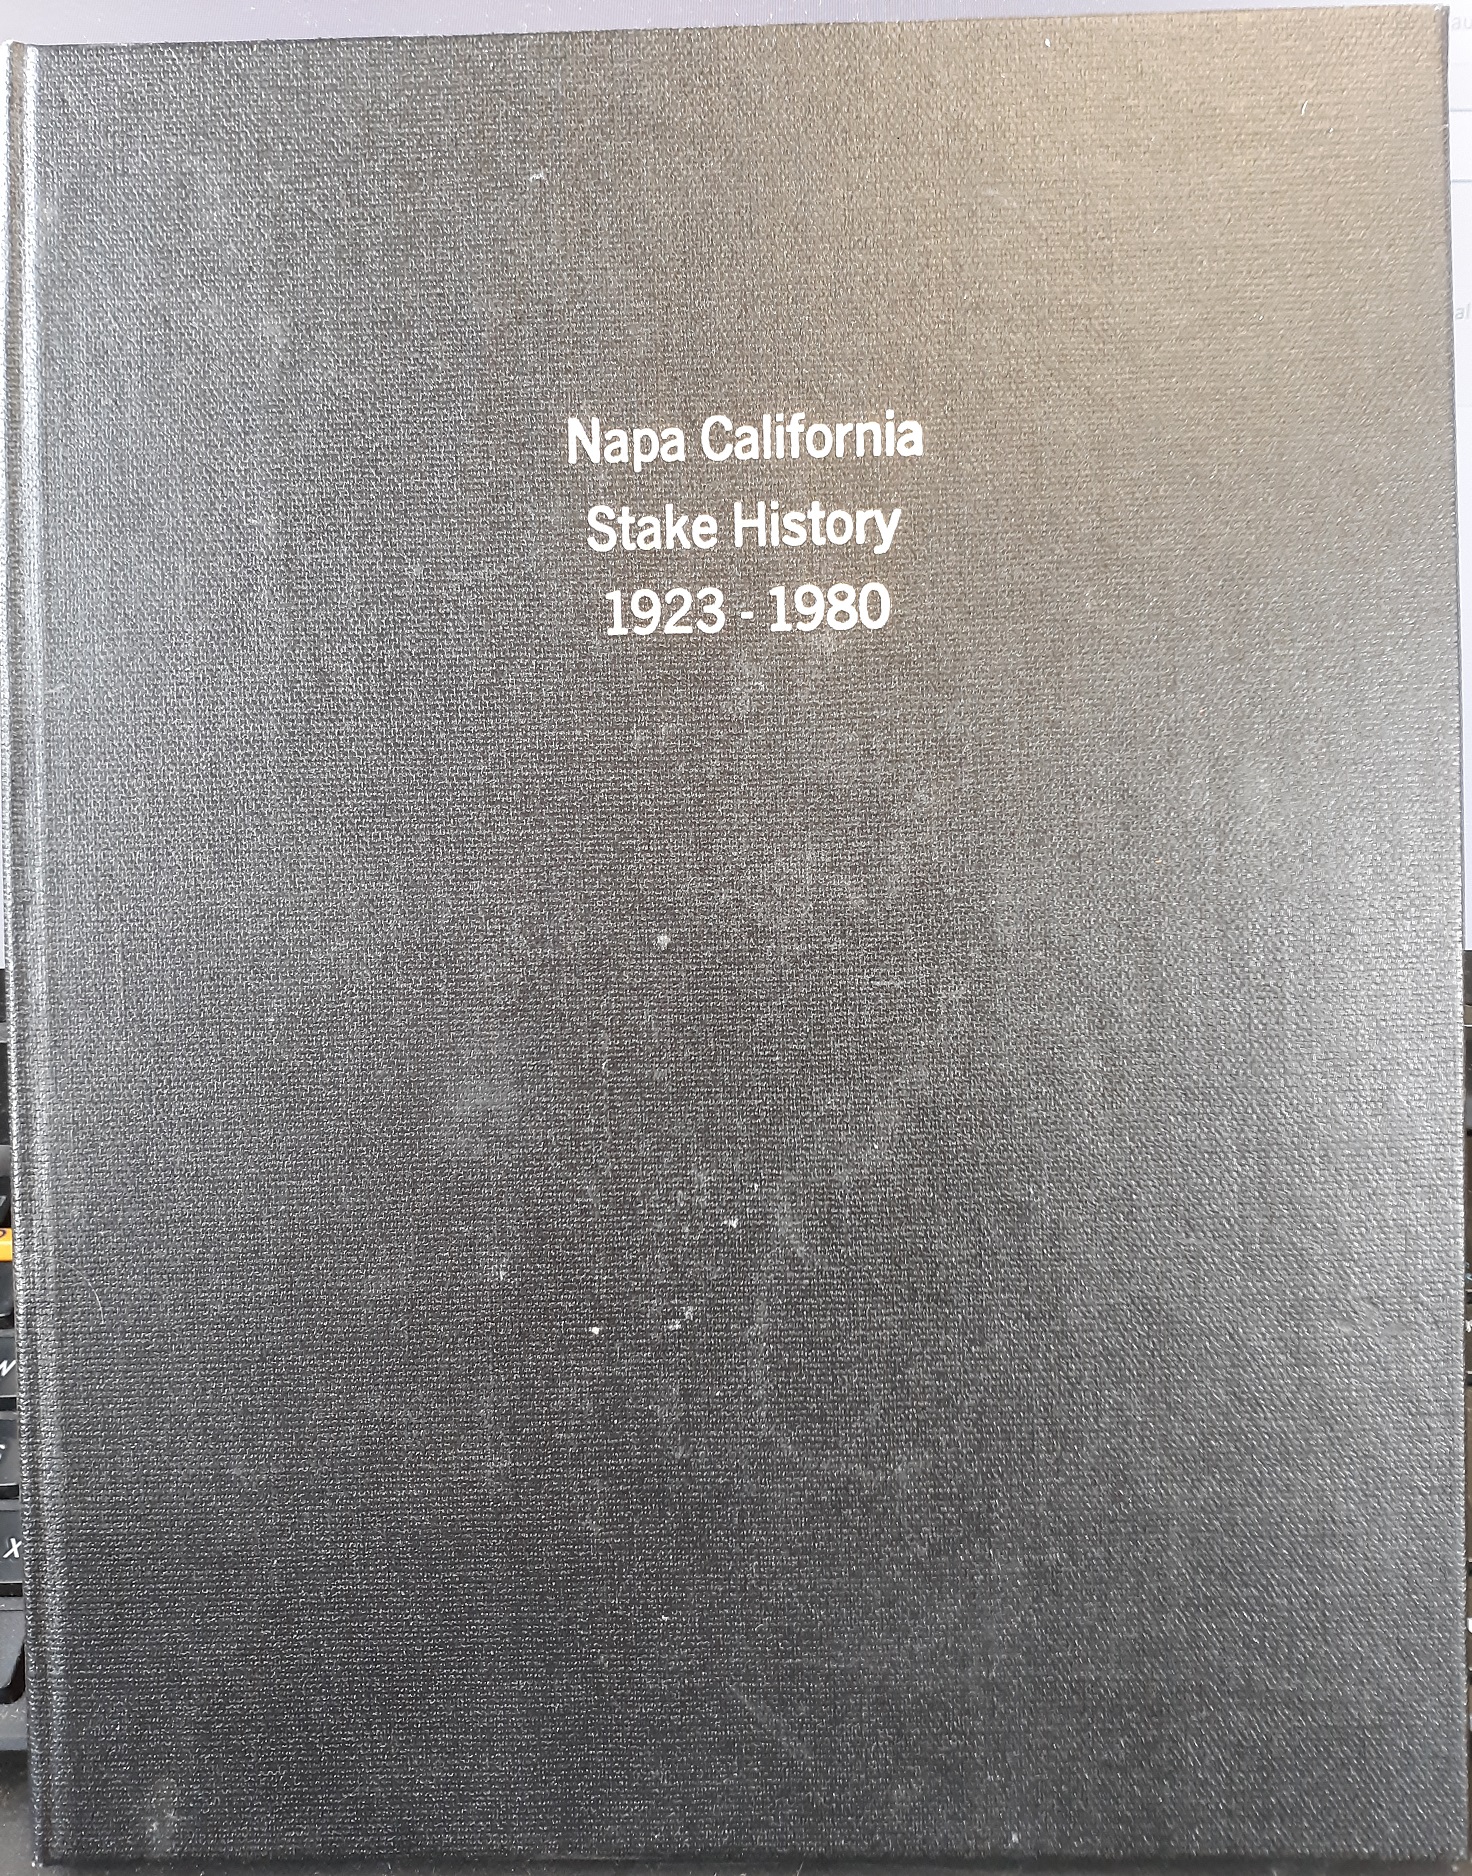 Napa California
Stake History
1923 - 1980